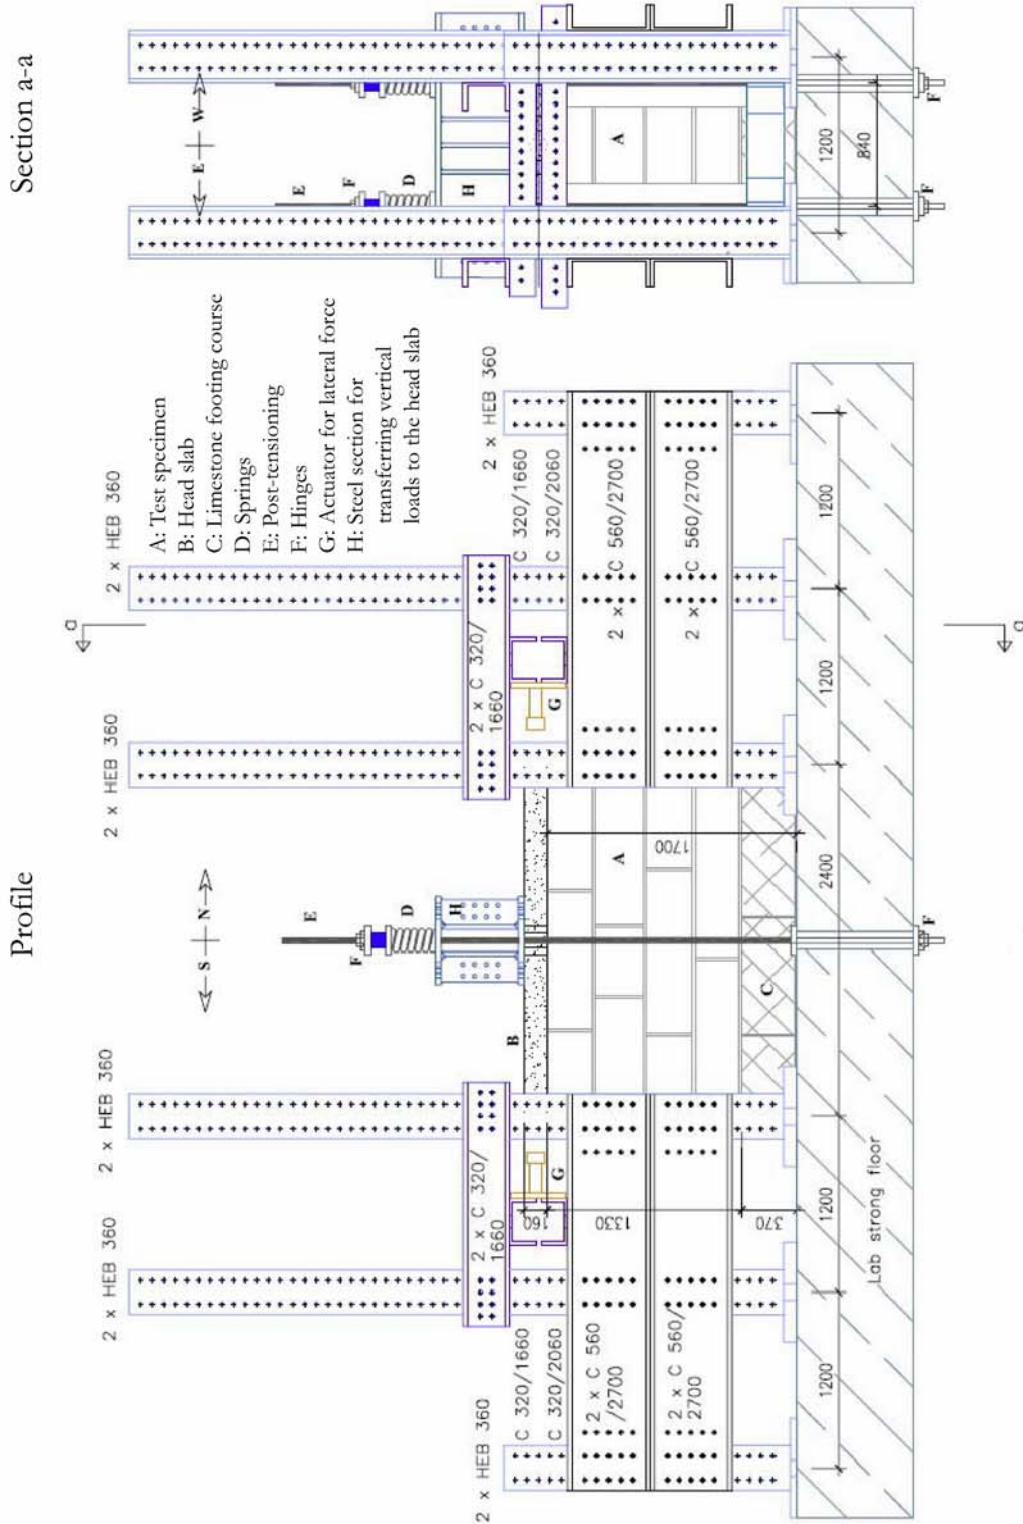 Profile
Section a-a
2 x HEB 360
2 x HEB 360
2 x HEB 360
2 x HEB 360
2 x HEB 360
2 x HEB 360
A: Test specimen
B: Head slab
C: Limestone footing course
D: Springs
E: Post-tensioning
F: Hinges
G: Actuator for lateral force
H: Steel section for
transferring vertical
loads to the head slab
S
N
E
W
a
a
E
F
D
H
E
F
D
H
2 x C 320/
1660
2 x C 320/
1660
C 320/1660
C 320/2060
C 320/1660
C 320/2060
B
G
G
160
1330
370
1700
2 x C 560
/2700
2 x C 560/
2700
2 x C 560/2700
2 x C 560/2700
A
A
C
1200
1200
2400
1200
1200
1200
840
Lab strong floor
F
F
F